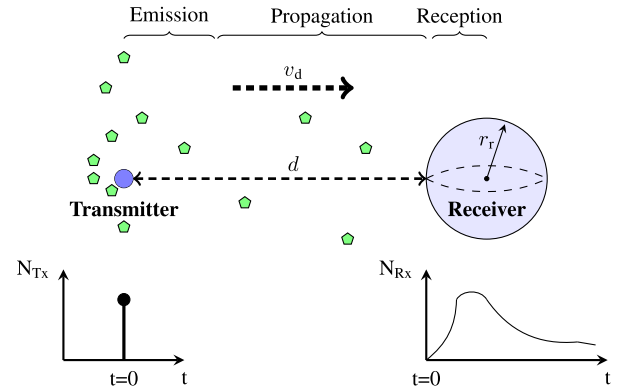 Emission Propagation Reception
v_d
r_r
d
Transmitter Receiver
N_Tx N_Rx
t=0 t t=0 t